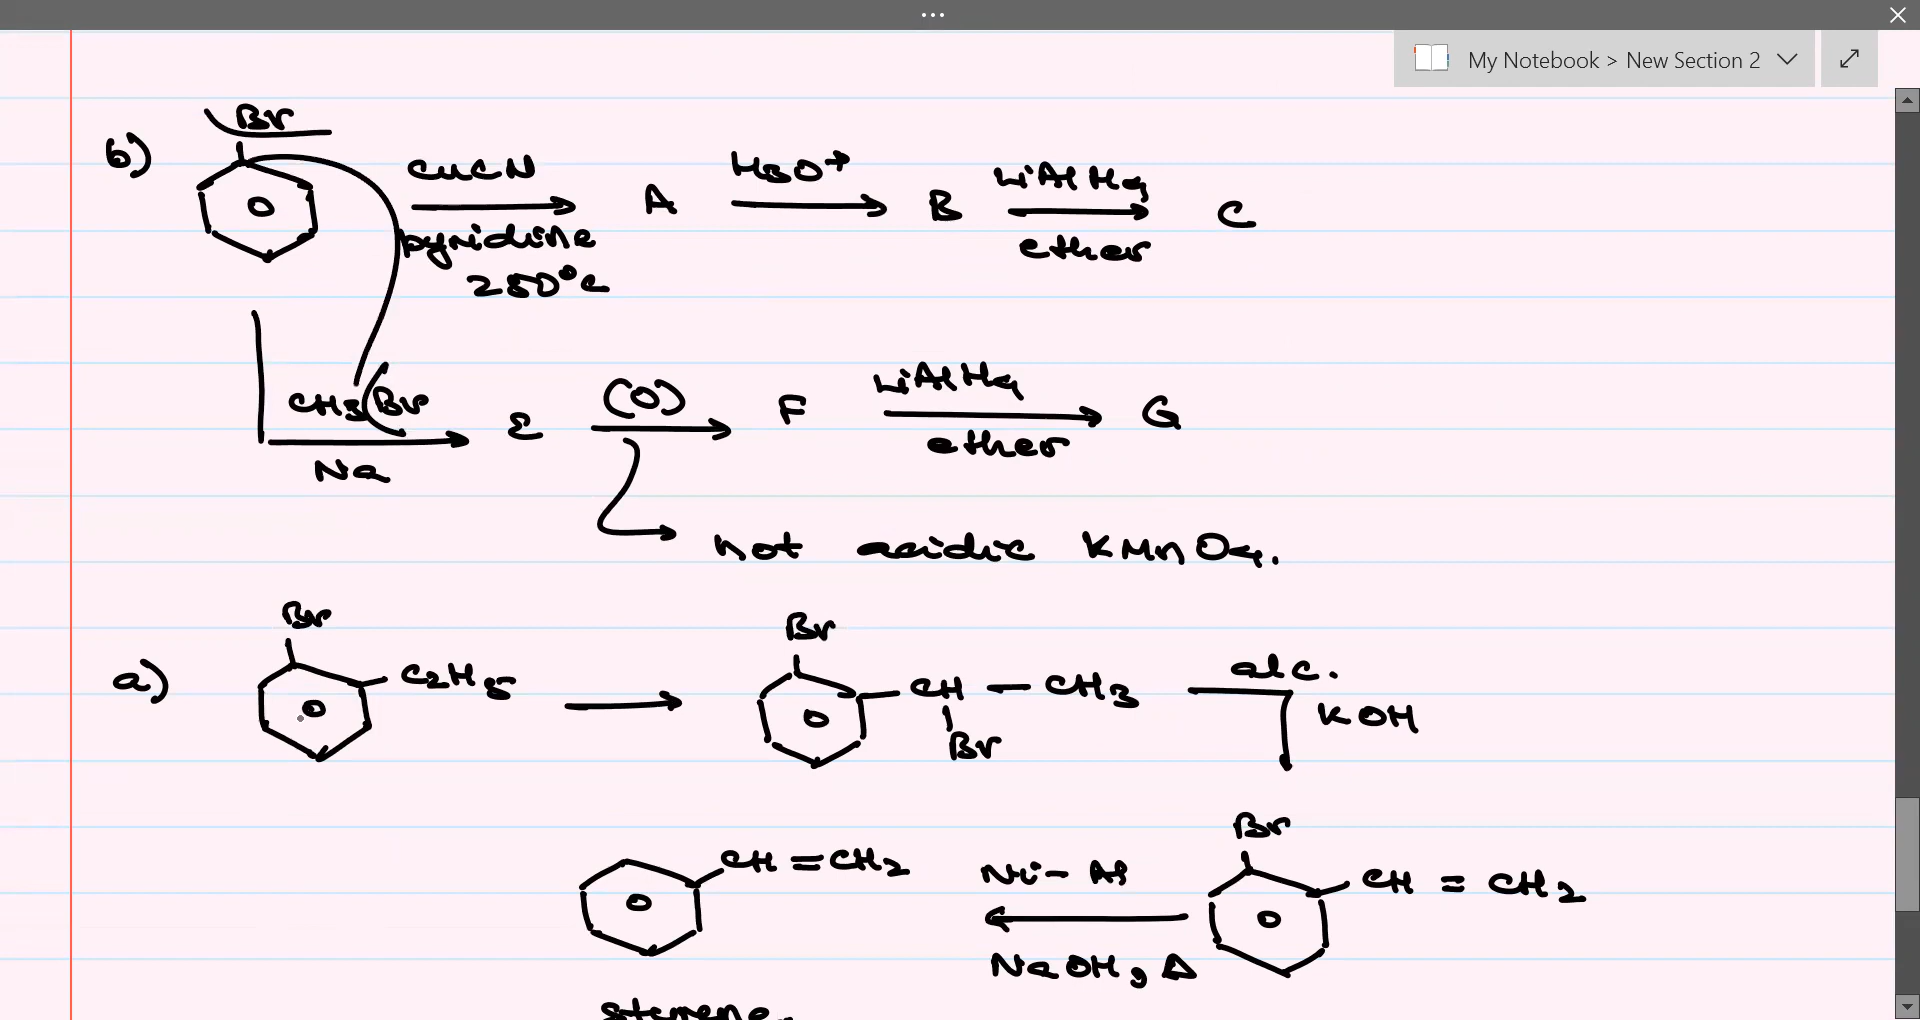 My Notebook > New Section 2
Br
b)
CuCN
A
H3O+
B
LiAlH4
C
pyridine
ether
250°C
CH3Br
E
(O)
F
LiAlH4
G
Na
ether
hot acidic KMnO4.
Br
Br
a)
C2H5
CH — CH3
alc.
KOH
Br
Br
CH = CH2
Ni - Al
CH = CH2
NaOH, Δ
styrene.